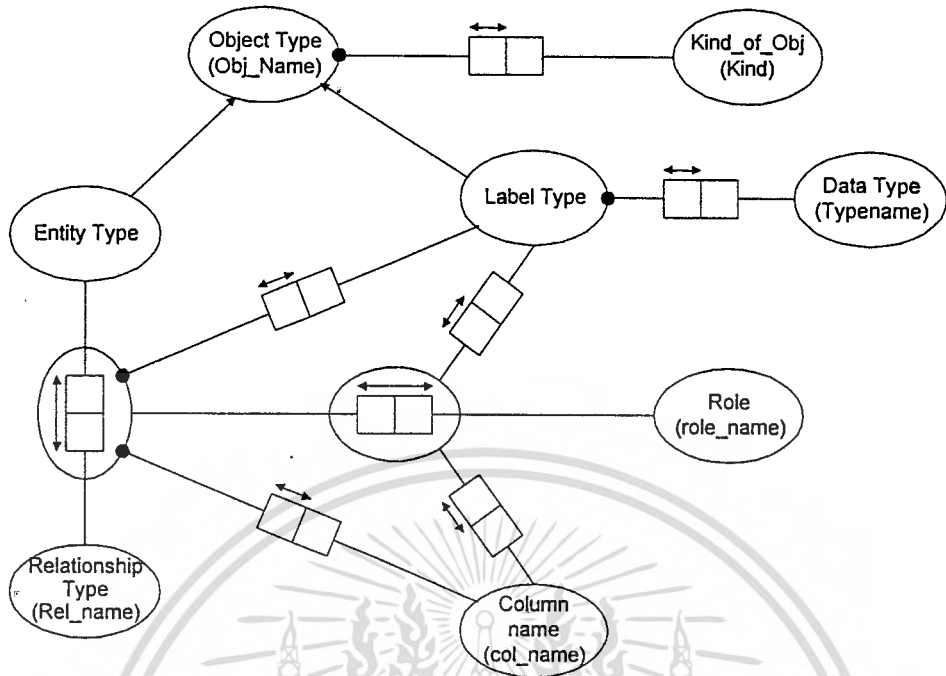 Object Type
(Obj_Name)
Kind_of_Obj
(Kind)
Label Type
Data Type
(Typename)
Entity Type
Role
(role_name)
Relationship
Type
(Rel_name)
Column
name
(col_name)